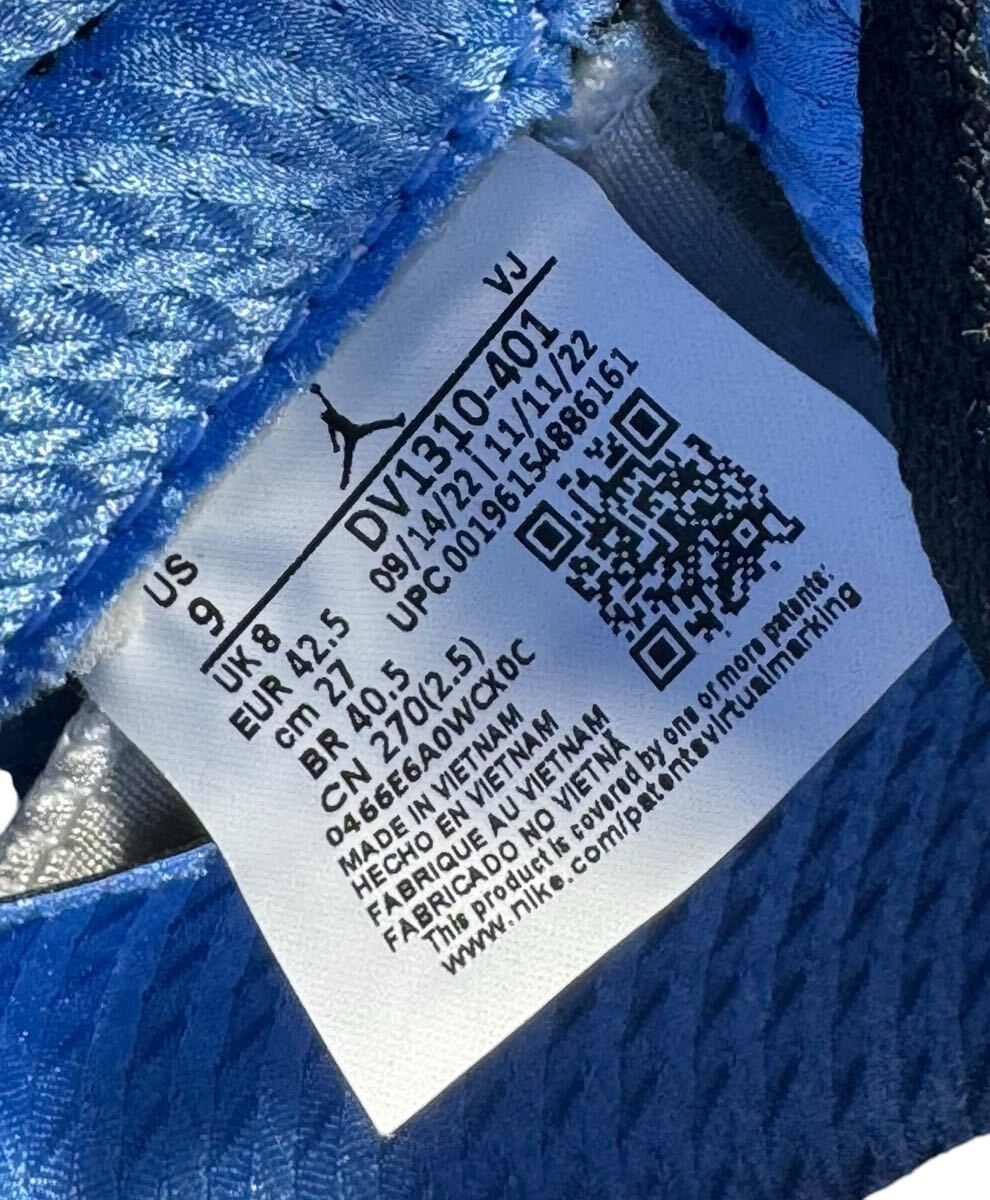 VJ
US
9
DV1310-401
09/14/22 | 11/11/22
UPC 00196154886161
UK 8
EUR 42.5
cm 27
BR 40.5
CN 270(2.5)
0466E6A0WCX0C
MADE IN VIETNAM
HECHO EN VIETNAM
FABRIQUE AU VIETNAM
FABRICADO NO VIETNÃ
This product is covered by one or more patents:
www.nike.com/patentsvirtualmarking